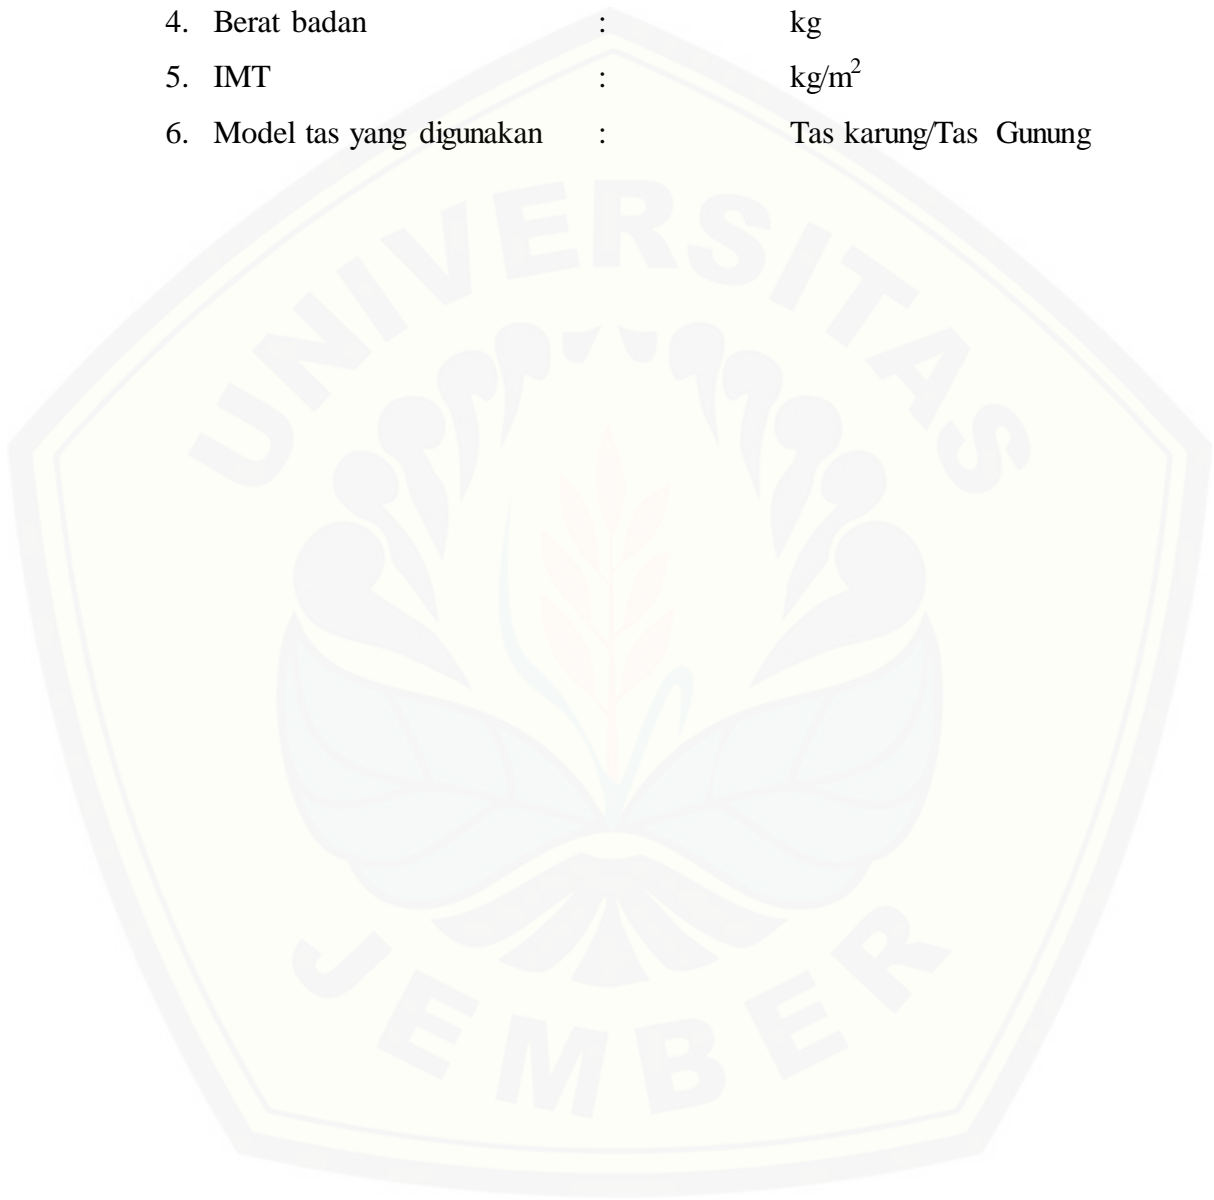 4. Berat badan : kg
5. IMT : kg/m²
6. Model tas yang digunakan : Tas karung/Tas Gunung
UNIVERSITAS
JEMBER